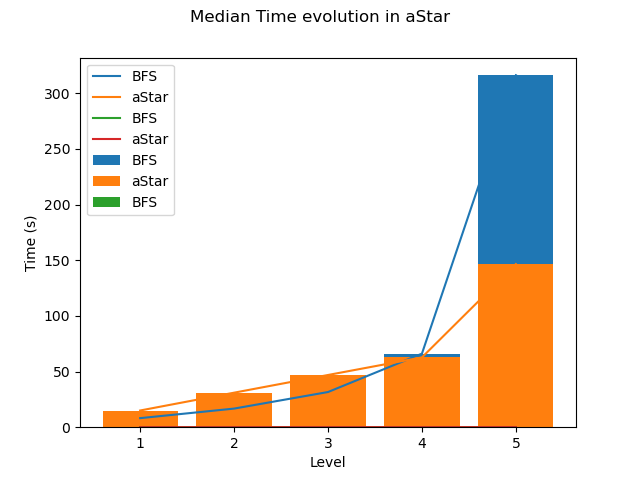 Median Time evolution in aStar
BFS
aStar
BFS
aStar
BFS
aStar
BFS
300
250
200
150
100
50
0
Time (s)
1 2 3 4 5
Level